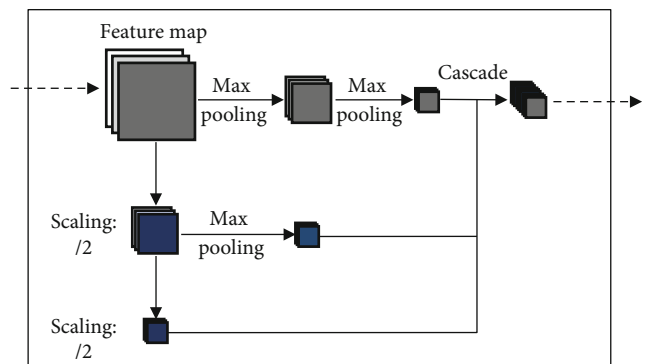 Feature map
Max
pooling
Max
pooling
Cascade
Scaling:
/2
Max
pooling
Scaling:
/2